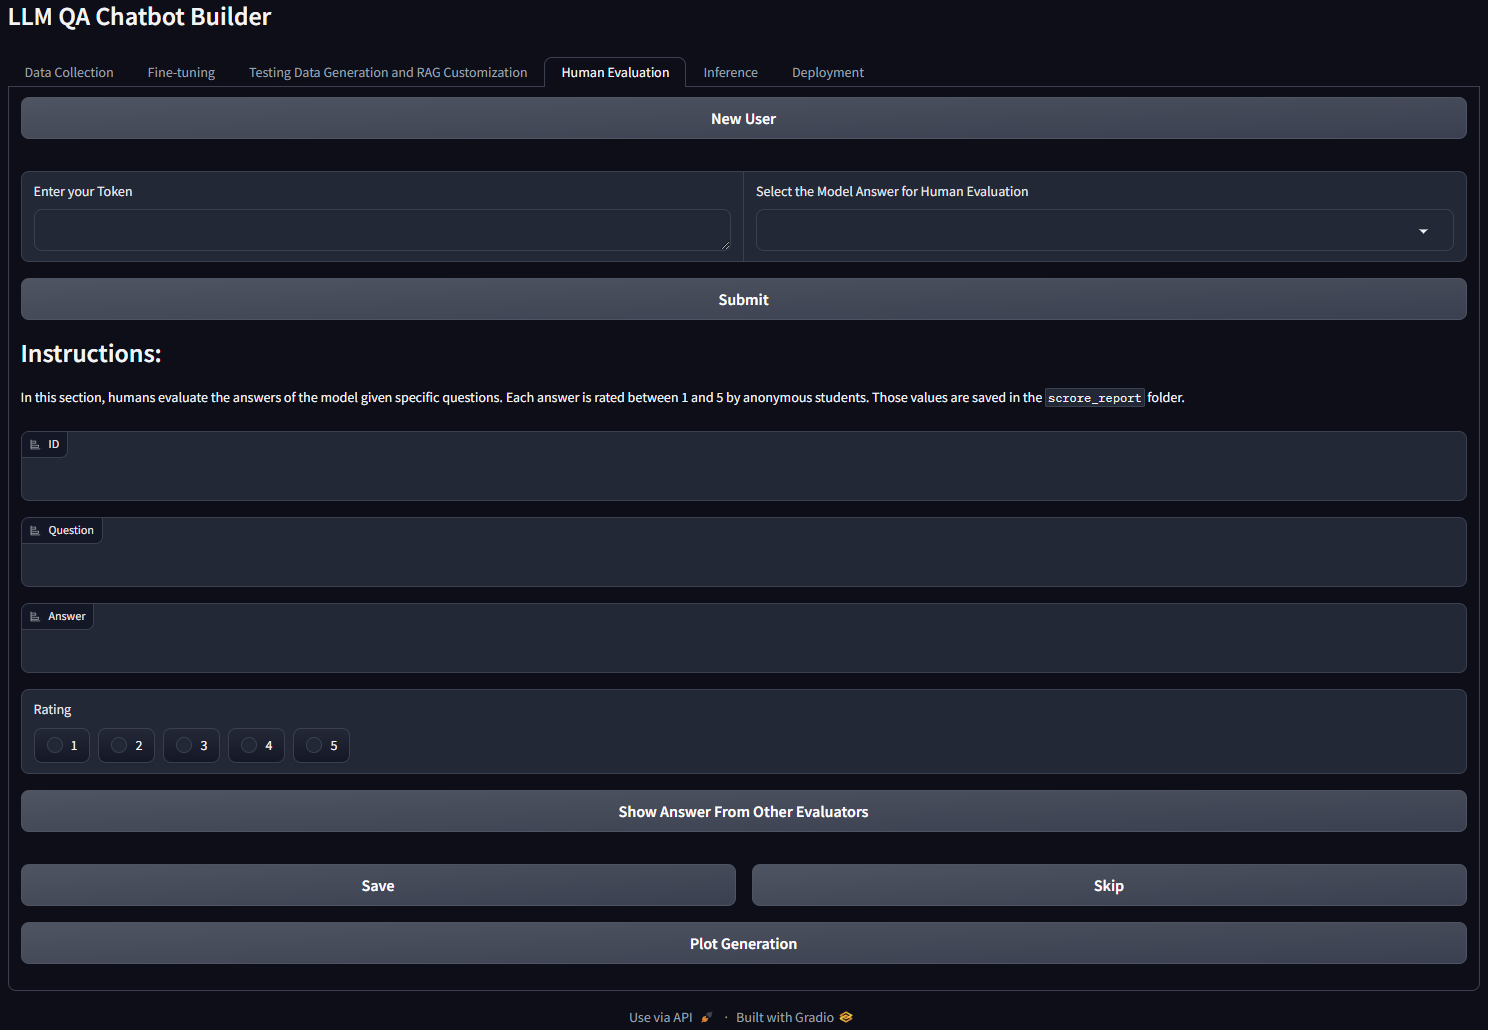 LLM QA Chatbot Builder
Data Collection Fine-tuning Testing Data Generation and RAG Customization Human Evaluation Inference Deployment
New User
Enter your Token Select the Model Answer for Human Evaluation
Submit
Instructions:
In this section, humans evaluate the answers of the model given specific questions. Each answer is rated between 1 and 5 by anonymous students. Those values are saved in the scrore_report folder.
ID
Question
Answer
Rating
1 2 3 4 5
Show Answer From Other Evaluators
Save Skip
Plot Generation
Use via API · Built with Gradio